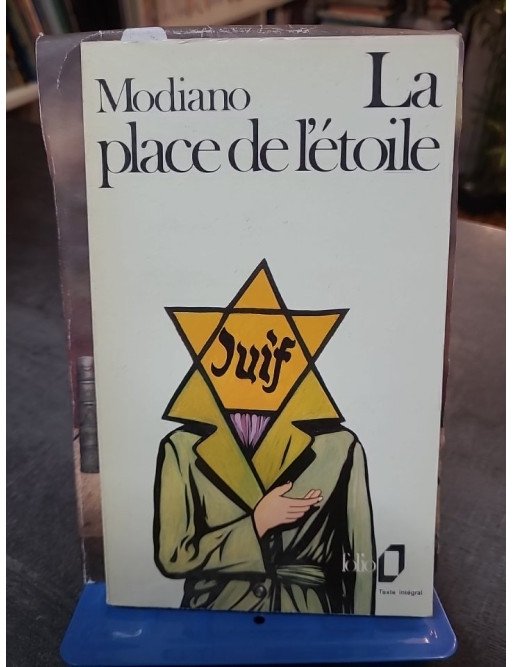 Modiano La
place de l'étoile
Juif
folio
Texte intégral